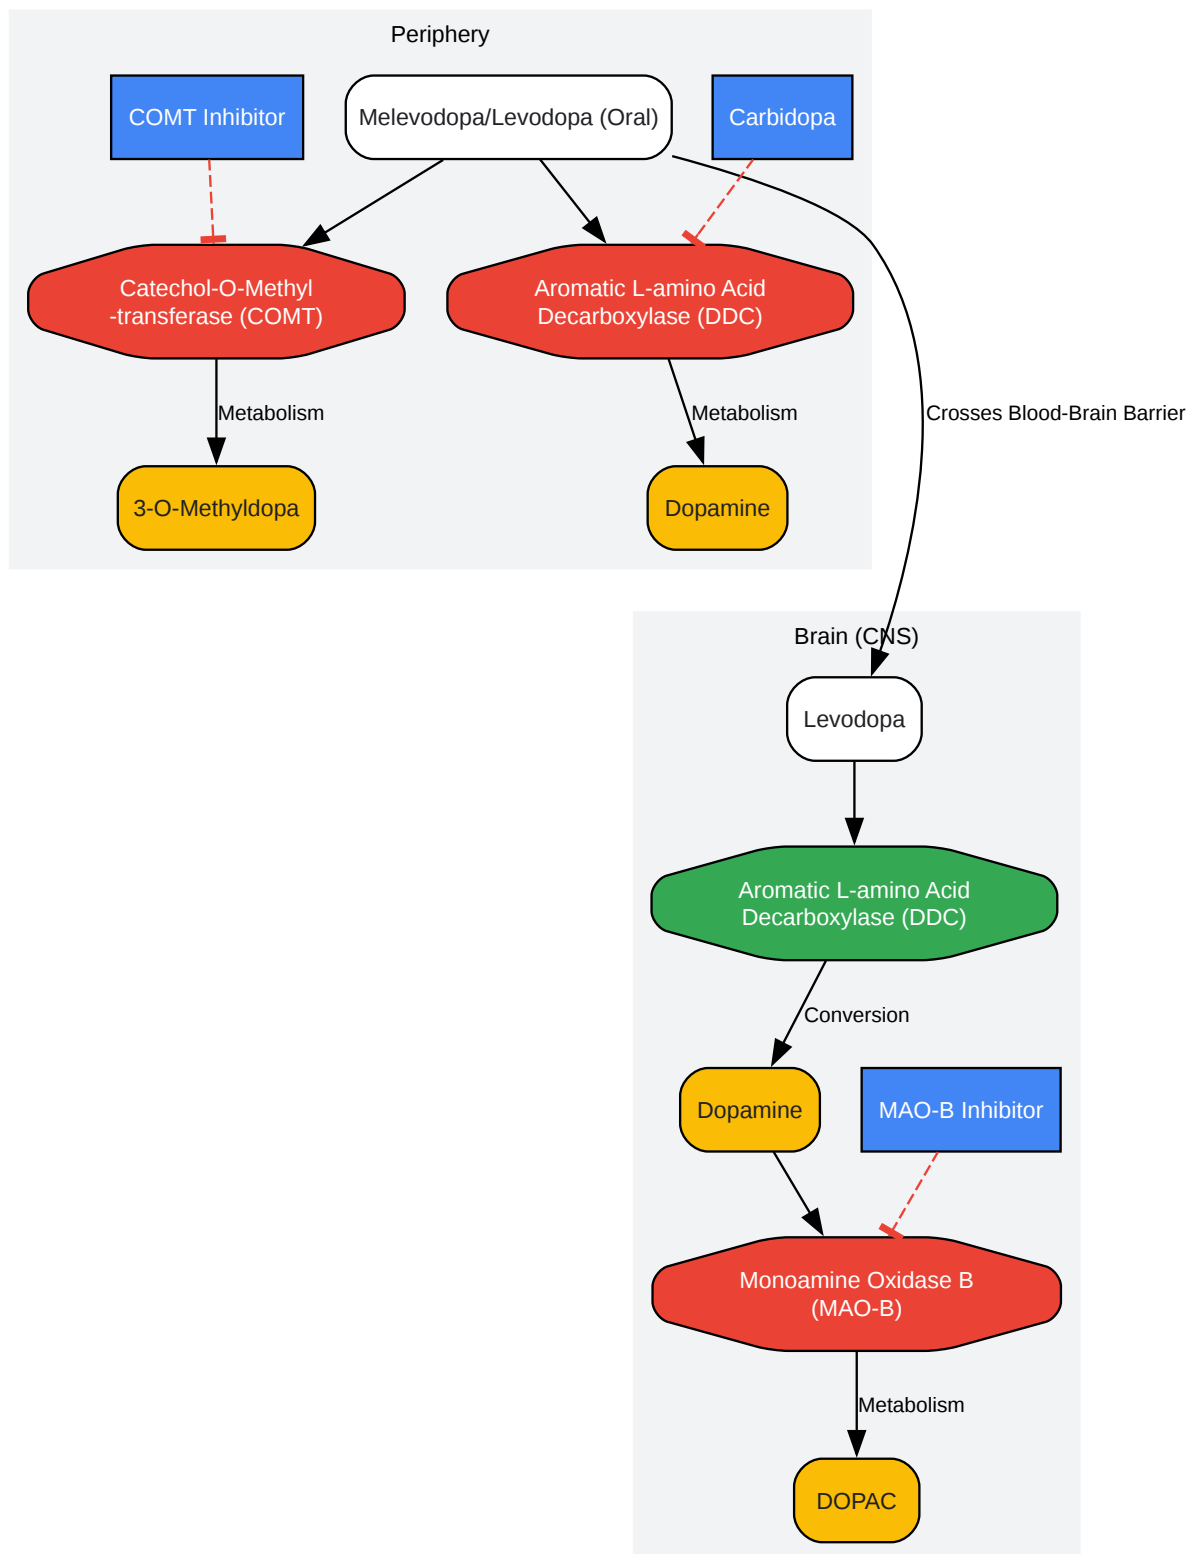 Periphery
COMT Inhibitor
Melevodopa/Levodopa (Oral)
Carbidopa
Catechol-O-Methyl
-transferase (COMT)
Aromatic L-amino Acid
Decarboxylase (DDC)
Metabolism
Metabolism
Crosses Blood-Brain Barrier
3-O-Methyldopa
Dopamine
Brain (CNS)
Levodopa
Aromatic L-amino Acid
Decarboxylase (DDC)
Conversion
Dopamine
MAO-B Inhibitor
Monoamine Oxidase B
(MAO-B)
Metabolism
DOPAC